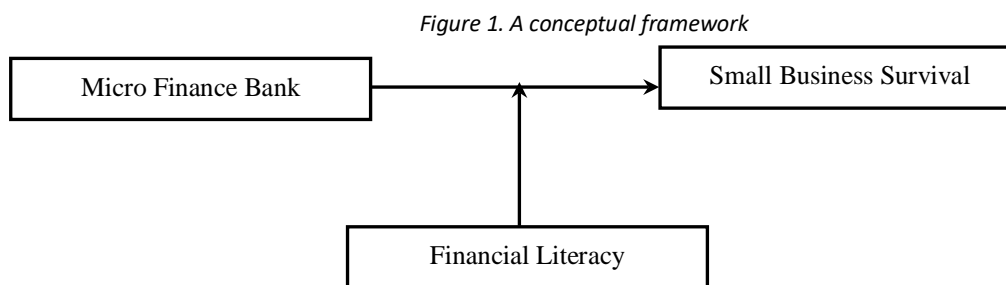 Figure 1. A conceptual framework
Micro Finance Bank
Small Business Survival
Financial Literacy